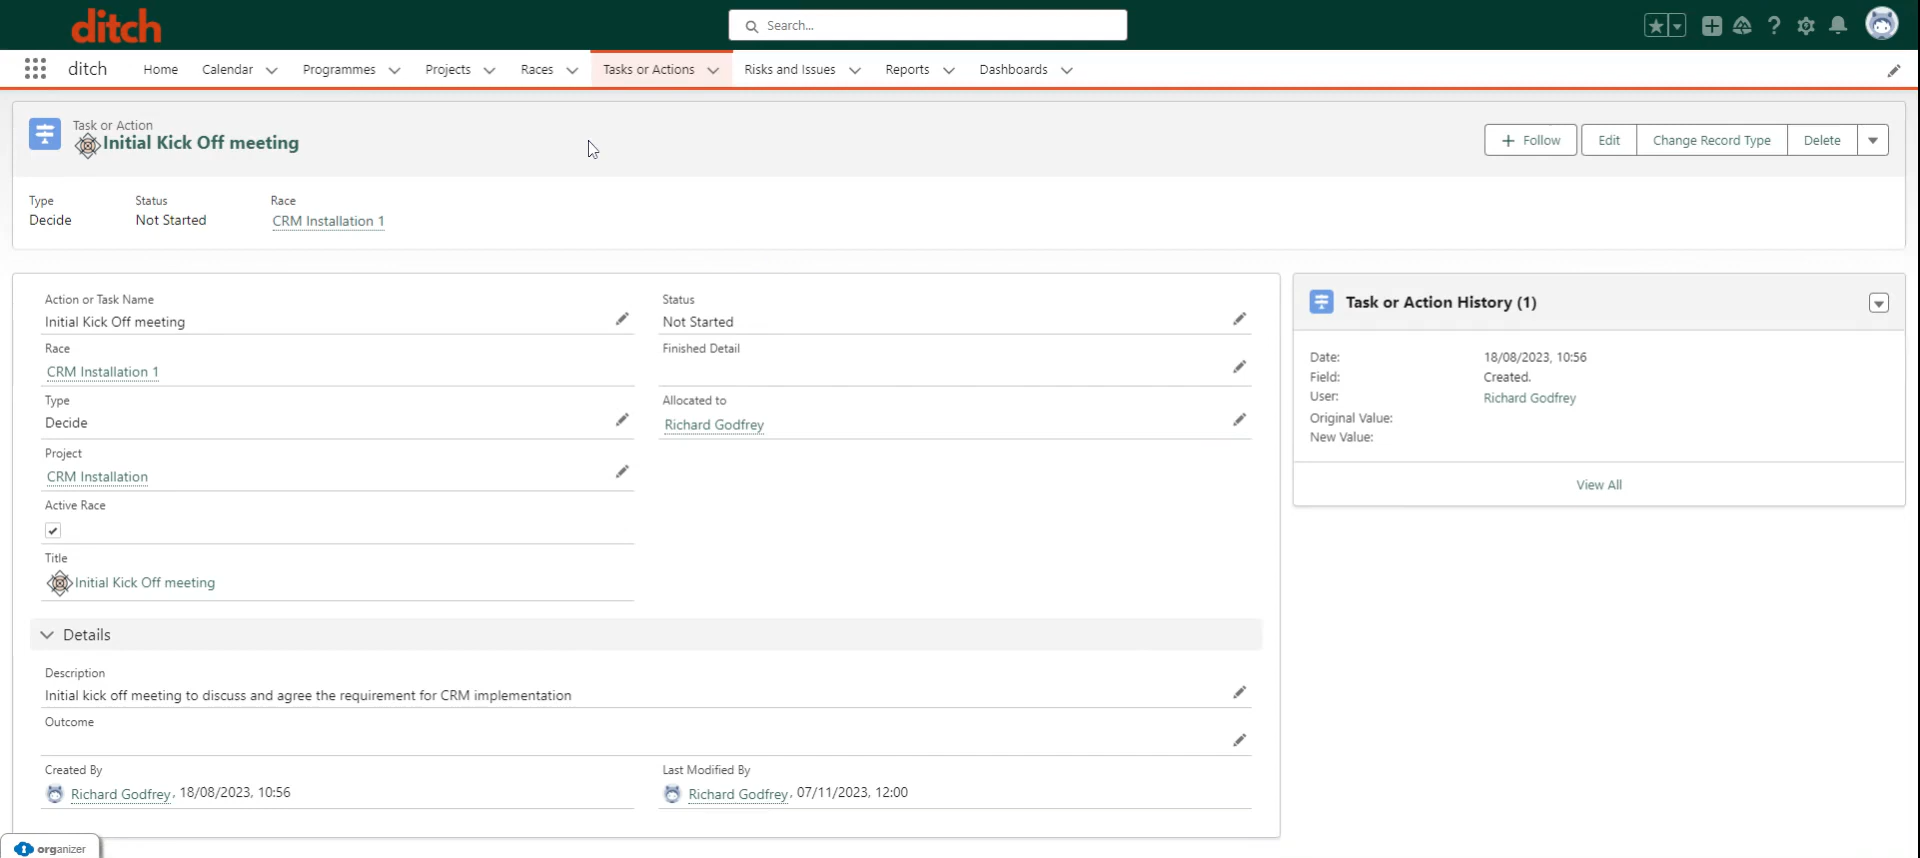 ditch
Search...
ditch
Home
Calendar
Programmes
Projects
Races
Tasks or Actions
Risks and Issues
Reports
Dashboards
Task or Action
Initial Kick Off meeting
Follow
Edit
Change Record Type
Delete
Type
Status
Race
Decide
Not Started
CRM Installation 1
Action or Task Name
Initial Kick Off meeting
Status
Not Started
Race
CRM Installation 1
Finished Detail
Type
Decide
Allocated to
Richard Godfrey
Project
CRM Installation
Active Race
Title
Initial Kick Off meeting
Details
Description
Initial kick off meeting to discuss and agree the requirement for CRM implementation
Outcome
Created By
Richard Godfrey, 18/08/2023, 10:56
Last Modified By
Richard Godfrey, 07/11/2023, 12:00
Task or Action History (1)
Date: 18/08/2023, 10:56
Field: Created.
User: Richard Godfrey
Original Value:
New Value:
View All
organizer